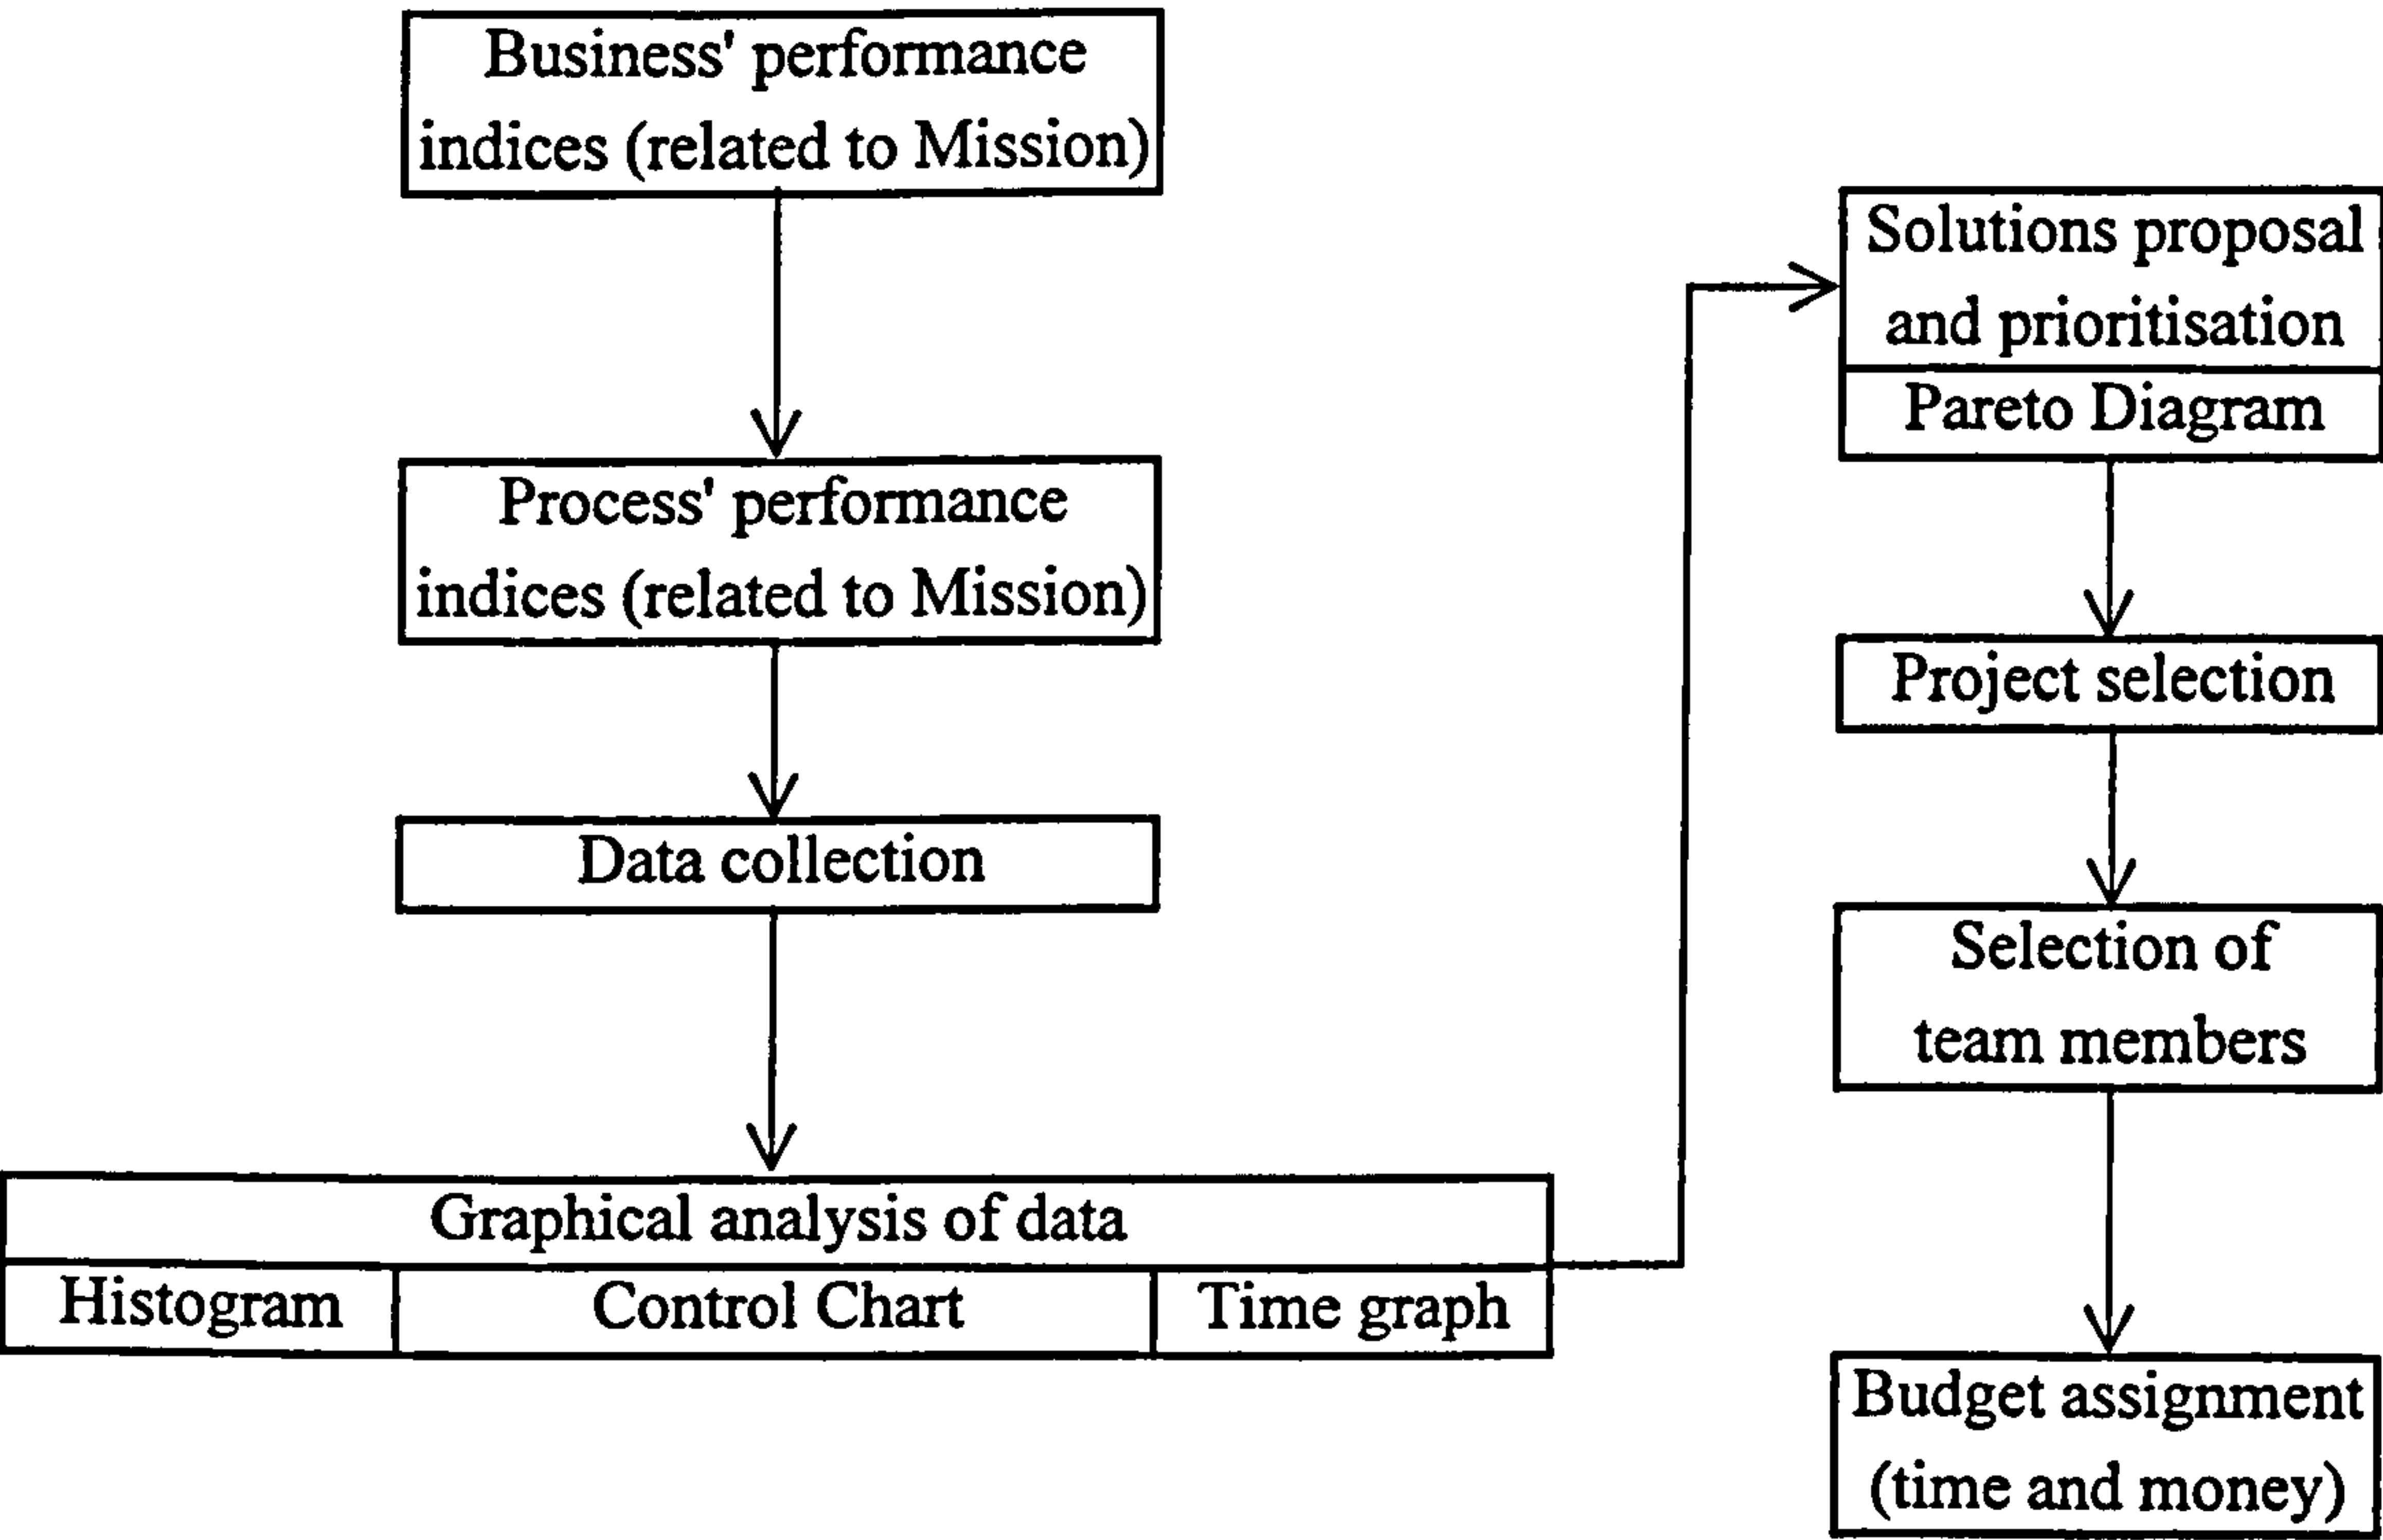 Business' performance
indices (related to Mission)
Process' performance
indices (related to Mission)
Data collection
Graphical analysis of data
Histogram
Control Chart
Time graph
Solutions proposal
and prioritisation
Pareto Diagram
Project selection
Selection of
team members
Budget assignment
(time and money)